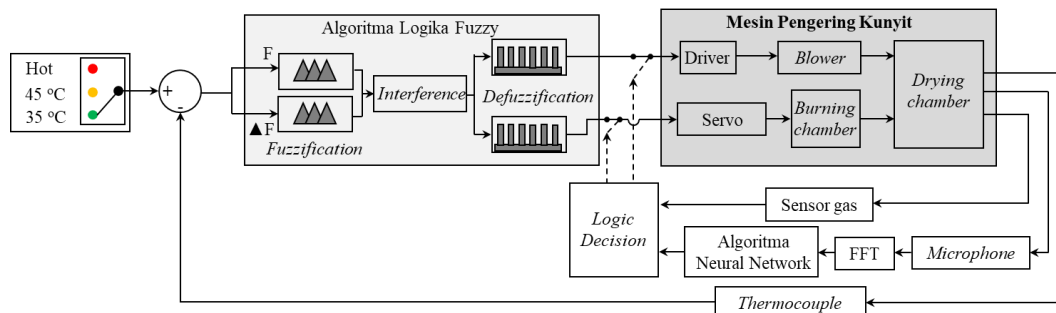 Hot
45 °C
35 °C
+
-
Algoritma Logika Fuzzy
F
▲F
Fuzzification
Interference
Defuzzification
Mesin Pengering Kunyit
Driver
Blower
Servo
Burning
chamber
Drying
chamber
Logic
Decision
Sensor gas
Algoritma
Neural Network
FFT
Microphone
Thermocouple